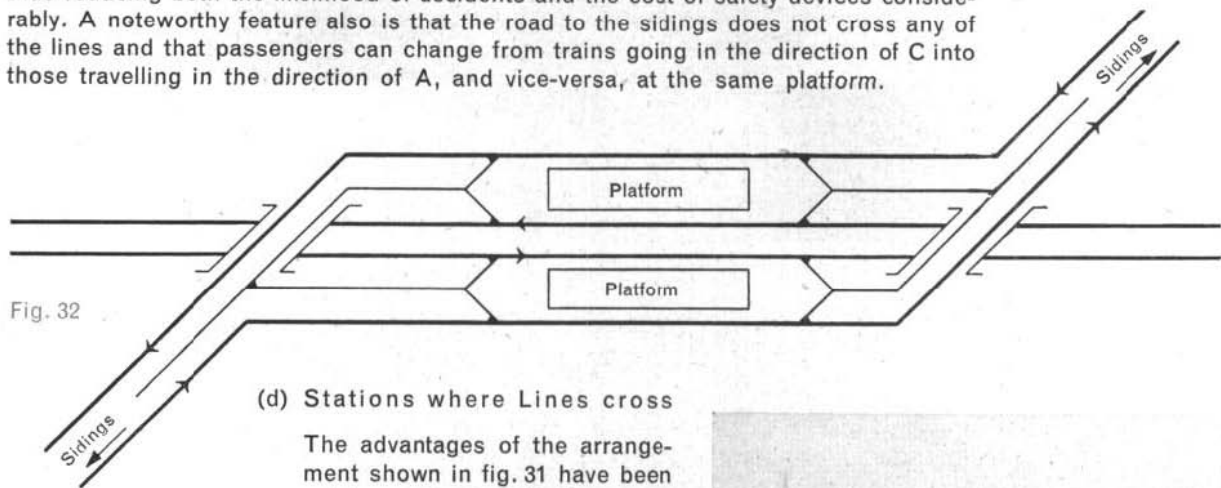 rably. A noteworthy feature also is that the road to the sidings does not cross any of
the lines and that passengers can change from trains going in the direction of C into
those travelling in the direction of A, and vice-versa, at the same platform.
Sidings
Platform
Platform
Fig. 32
Sidings
(d) Stations where Lines cross
The advantages of the arrange-
ment shown in fig. 31 have been